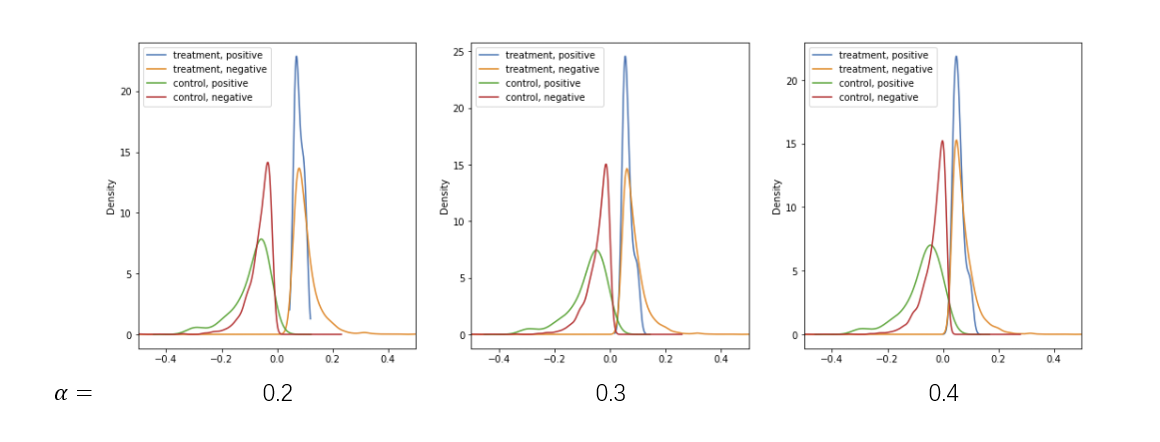 treatment, positive
treatment, negative
control, positive
control, negative
Density
20
15
10
5
0
−0.4 −0.2 0.0 0.2 0.4
treatment, positive
treatment, negative
control, positive
control, negative
Density
25
20
15
10
5
0
−0.4 −0.2 0.0 0.2 0.4
treatment, positive
treatment, negative
control, positive
control, negative
Density
20
15
10
5
0
−0.4 −0.2 0.0 0.2 0.4
α = 0.2 0.3 0.4